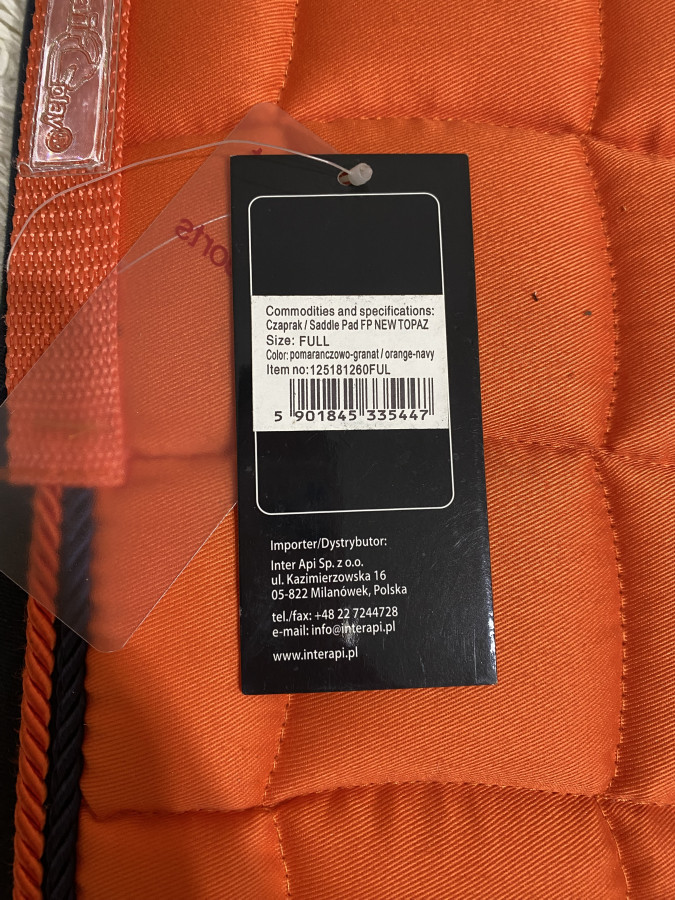 play®
Commodities and specifications:
Czaprak / Saddle Pad FP NEW TOPAZ
Size: FULL
Color: pomaranczowo-granat / orange-navy
Item no:125181260FUL
5 901845 335447
Importer/Dystrybutor:
Inter Api Sp. z o.o.
ul. Kazimierzowska 16
05-822 Milanówek, Polska
tel./fax: +48 22 7244728
e-mail: info@interapi.pl
www.interapi.pl